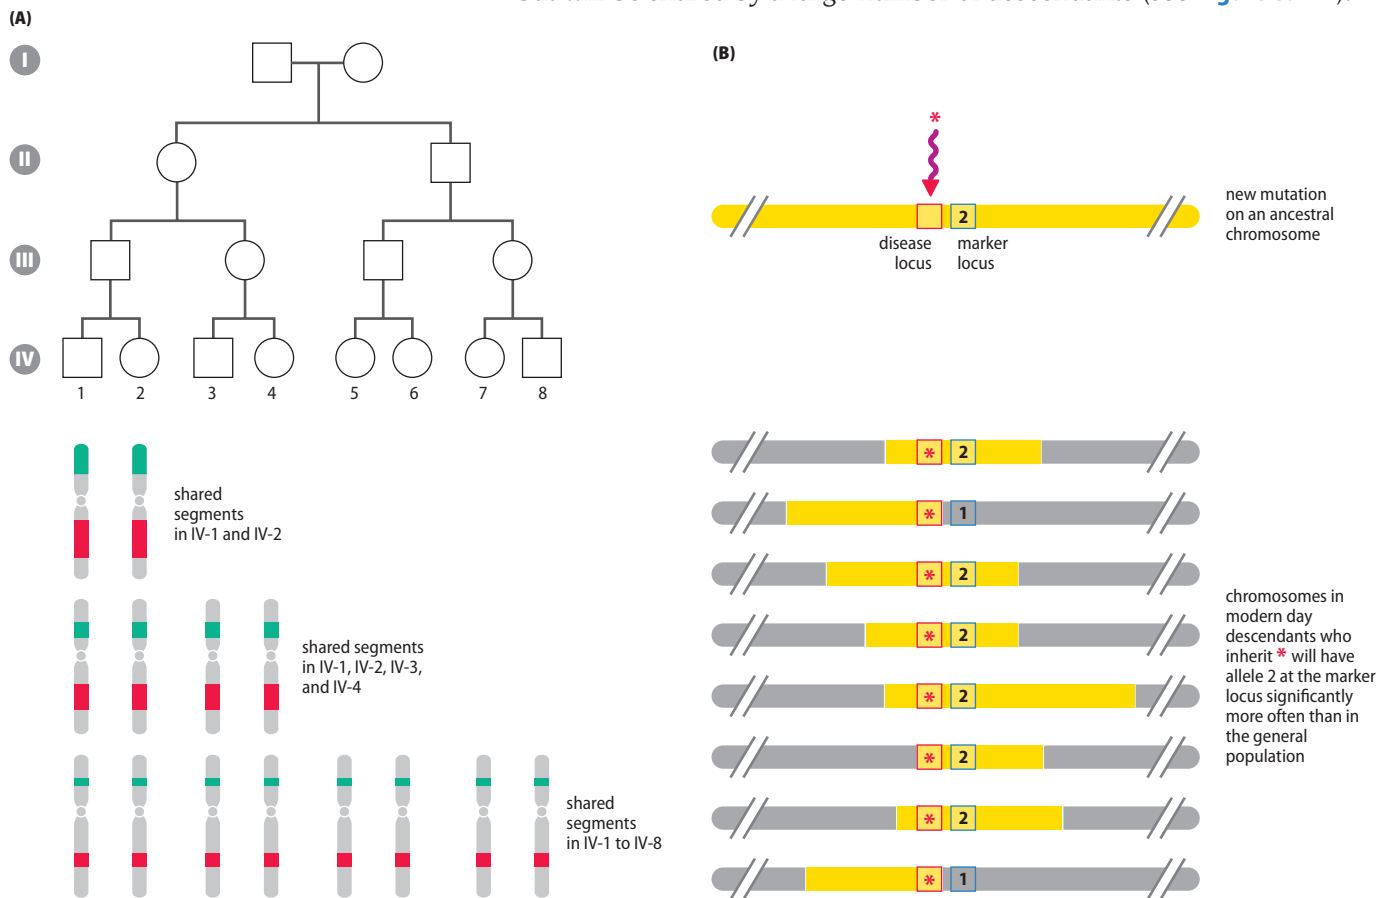 (A)
I
II
III
IV
1 2 3 4 5 6 7 8
shared
segments
in IV-1 and IV-2
shared segments
in IV-1, IV-2, IV-3,
and IV-4
shared
segments
in IV-1 to IV-8
(B)
*
2
disease
locus
marker
locus
new mutation
on an ancestral
chromosome
* 2
* 1
* 2
* 2
* 2
* 2
* 2
* 1
chromosomes in
modern day
descendants who
inherit * will have
allele 2 at the marker
locus significantly
more often than in
the general
population